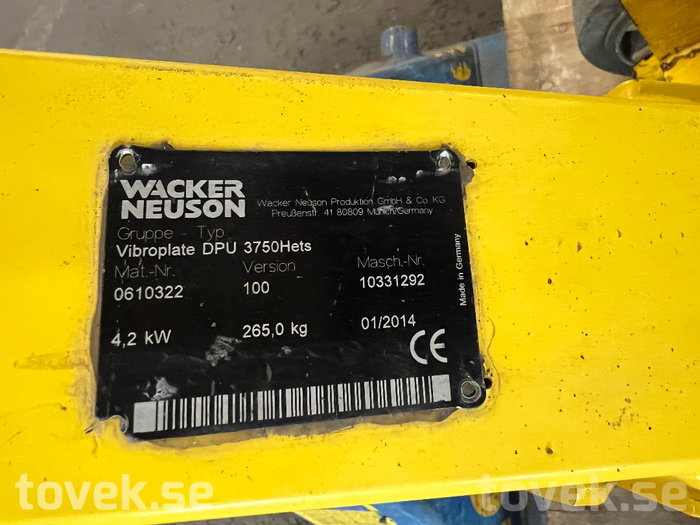 WACKER
NEUSON
Wacker Neuson Produktion GmbH & Co. KG
Preußenstr. 41 80809 Munich/Germany
Gruppe - Typ
Vibroplate DPU 3750Hets
Mat.-Nr. Version Masch.-Nr.
0610322 100 10331292
4,2 kW 265,0 kg 01/2014
CE
Made in Germany
tovek.se tovek.se